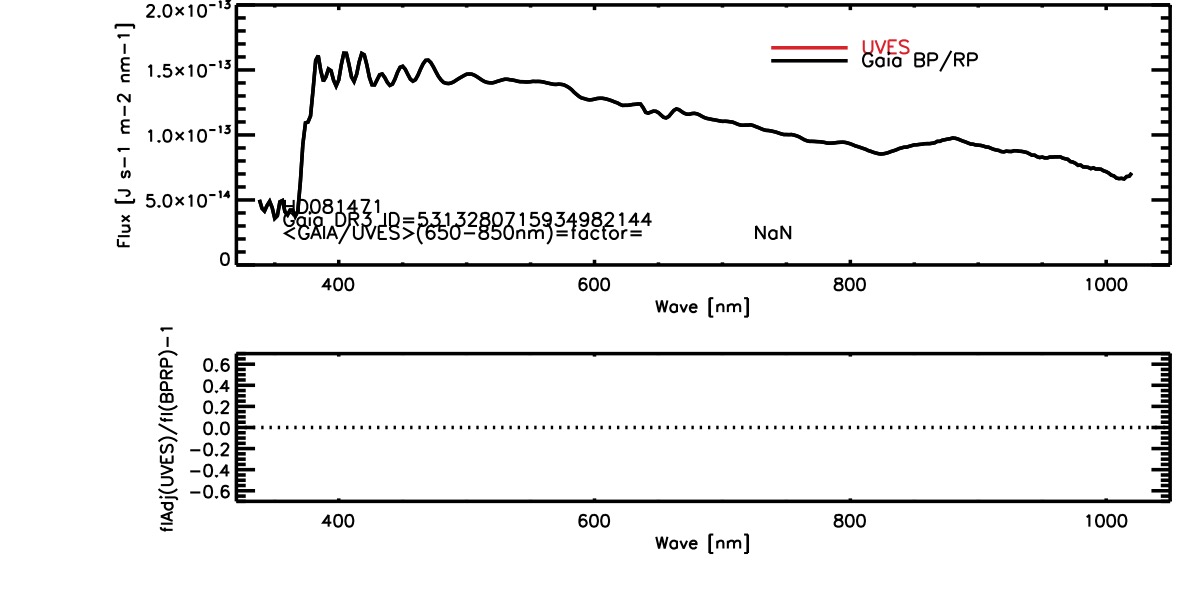 2.0×10−13
1.5×10−13
1.0×10−13
5.0×10−14
0
Flux [J s−1 m−2 nm−1]
UVES
Gaia BP/RP
HD081471
Gaia DR3 ID=5313280715934982144
<GAIA/UVES>(650−850nm)=factor= NaN
400 600 800 1000
Wave [nm]
flAdj(UVES)/fl(BPRP)−1
0.6
0.4
0.2
0.0
−0.2
−0.4
−0.6
400 600 800 1000
Wave [nm]